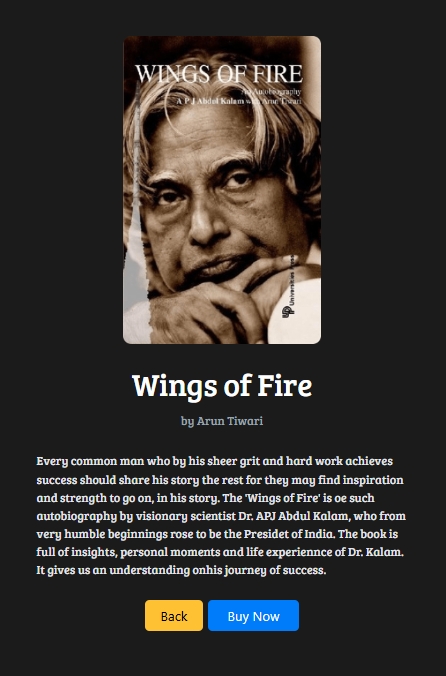 WINGS OF FIRE
An Autobiography
A P J Abdul Kalam with Arun Tiwari
Universities Press
Wings of Fire
by Arun Tiwari
Every common man who by his sheer grit and hard work achieves
success should share his story the rest for they may find inspiration
and strength to go on, in his story. The 'Wings of Fire' is oe such
autobiography by visionary scientist Dr. APJ Abdul Kalam, who from
very humble beginnings rose to be the Presidet of India. The book is
full of insights, personal moments and life experiennce of Dr. Kalam.
It gives us an understanding onhis journey of success.
Back
Buy Now